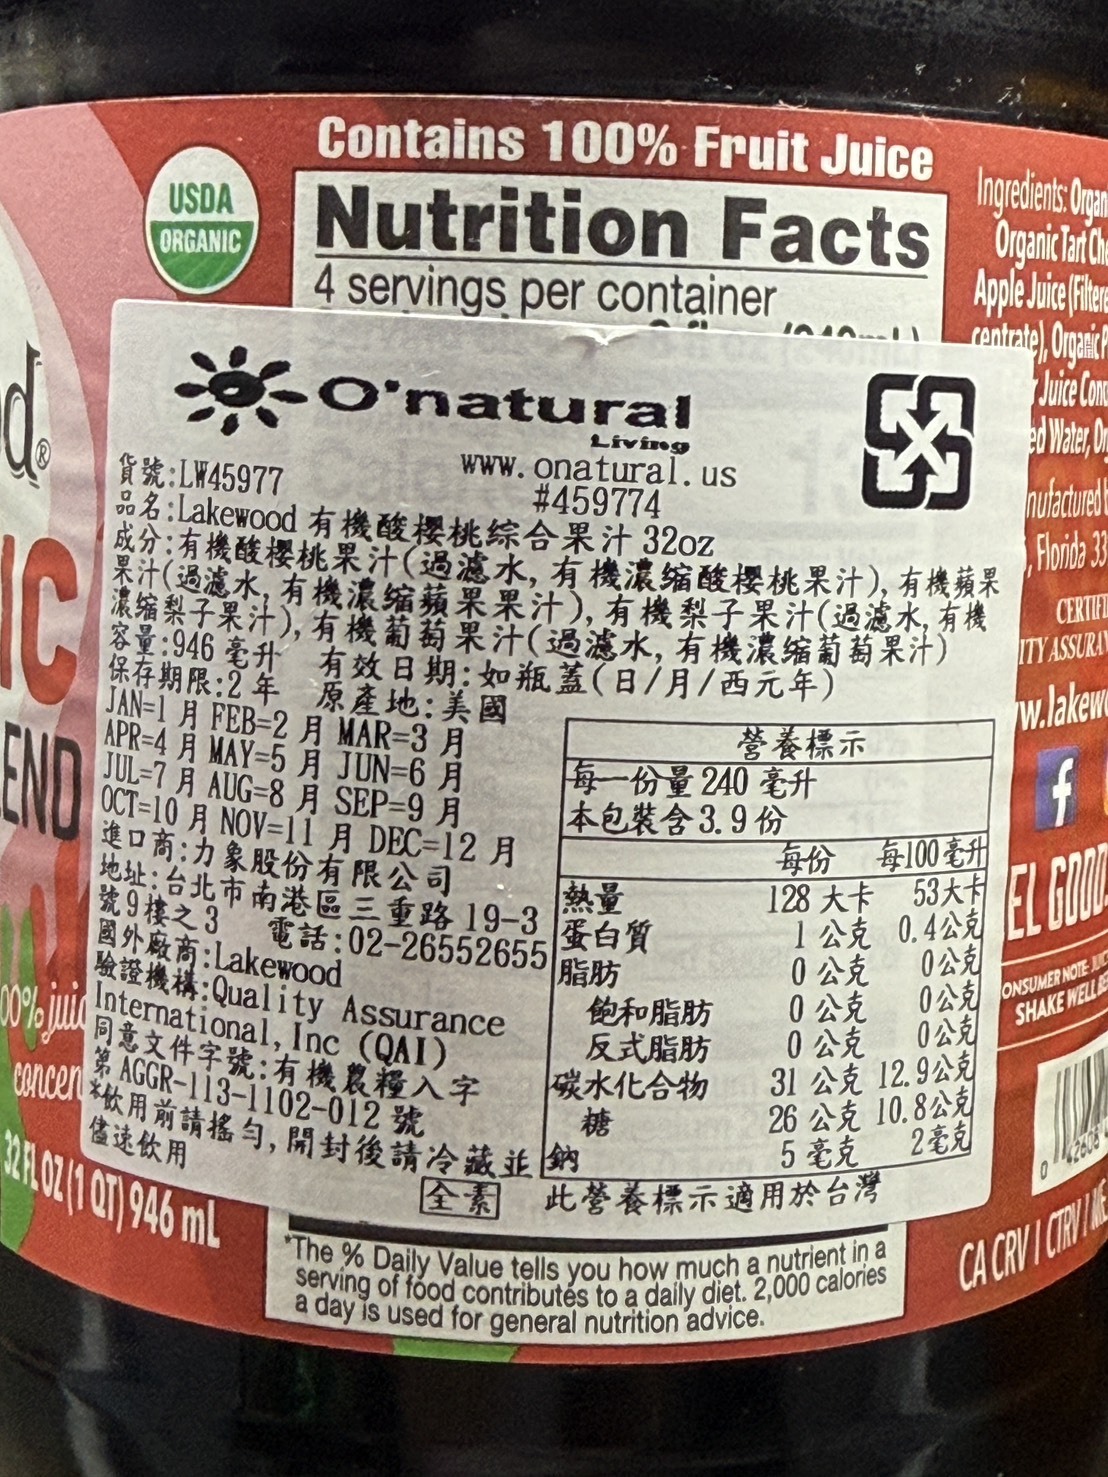 Contains 100% Fruit Juice
USDA
ORGANIC
Nutrition Facts
4 servings per container
O'natural
Living
www.onatural.us
貨號:LW45977
#459774
品名:Lakewood 有機酸櫻桃綜合果汁 32oz
成分:有機酸櫻桃果汁(過濾水, 有機濃縮酸櫻桃果汁), 有機蘋果
果汁(過濾水, 有機濃縮蘋果果汁), 有機梨子果汁(過濾水, 有機
濃縮梨子果汁), 有機葡萄果汁(過濾水, 有機濃縮葡萄果汁)
容量:946 毫升 有效日期:如瓶蓋(日/月/西元年)
保存期限:2 年 原產地:美國
JAN=1 月 FEB=2 月 MAR=3 月
APR=4 月 MAY=5 月 JUN=6 月
JUL=7 月 AUG=8 月 SEP=9 月
OCT=10 月 NOV=11 月 DEC=12 月
進口商:力象股份有限公司
地址:台北市南港區三重路 19-3
號9樓之3 電話:02-26552655
國外廠商:Lakewood
驗證機構:Quality Assurance
International, Inc (QAI)
同意文件字號:有機農糧入字
第 AGGR-113-1102-012 號
*飲用前請搖勻, 開封後請冷藏並
儘速飲用
全素
營養標示
每一份量 240 毫升
本包裝含 3.9 份
每份 每100毫升
熱量 128 大卡 53大卡
蛋白質 1 公克 0.4公克
脂肪 0 公克 0公克
飽和脂肪 0 公克 0公克
反式脂肪 0 公克 0公克
碳水化合物 31 公克 12.9公克
糖 26 公克 10.8公克
鈉 5 毫克 2毫克
此營養標示適用於台灣
*The % Daily Value tells you how much a nutrient in a
serving of food contributes to a daily diet. 2,000 calories
a day is used for general nutrition advice.
32 FL OZ (1 QT) 946 mL
Ingredients:
Organic Tart
Apple Juice
Juice
Water,
Florida 33
CONSUMER NOTE:
SHAKE WELL
CA CRV | CTRV |